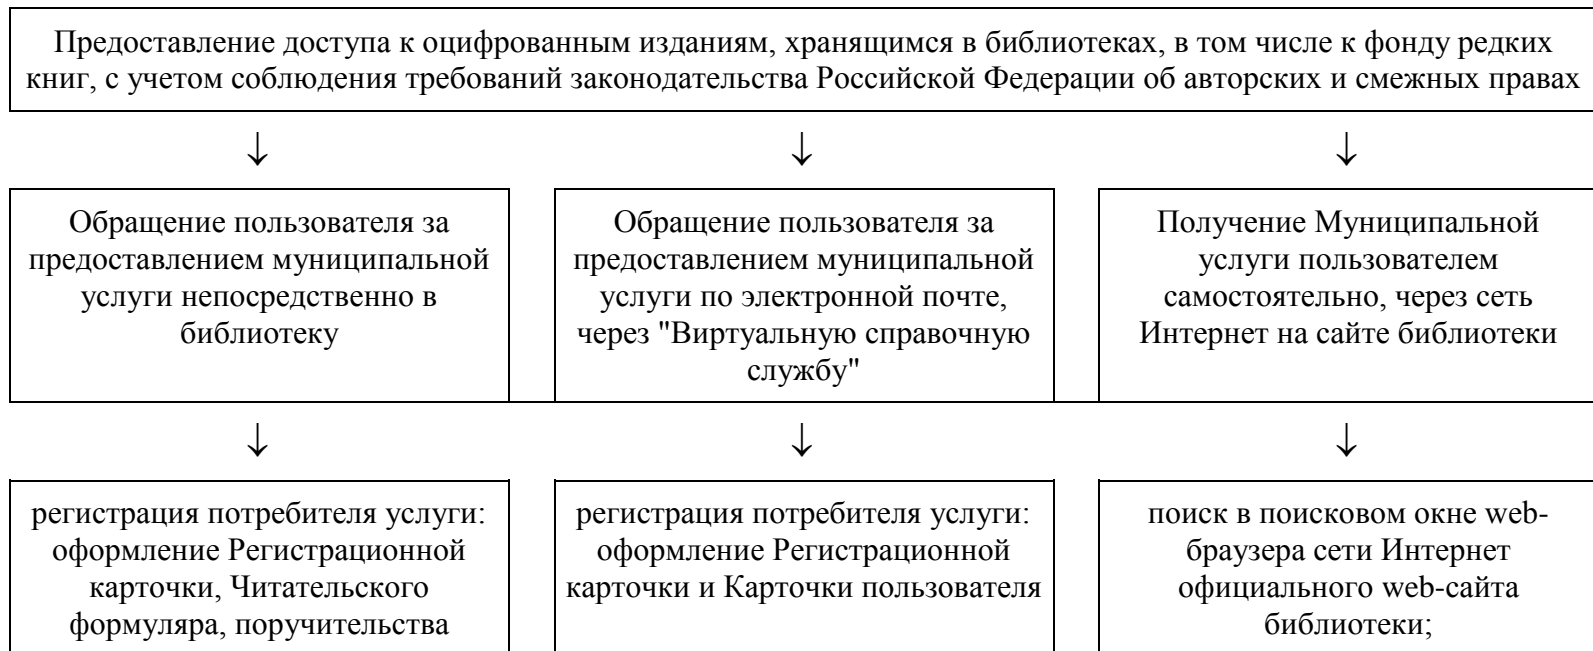 Предоставление доступа к оцифрованным изданиям, хранящимся в библиотеках, в том числе к фонду редких
книг, с учетом соблюдения требований законодательства Российской Федерации об авторских и смежных правах
↓ ↓ ↓
Обращение пользователя за
предоставлением муниципальной
услуги непосредственно в
библиотеку
Обращение пользователя за
предоставлением муниципальной
услуги по электронной почте,
через "Виртуальную справочную
службу"
Получение Муниципальной
услуги пользователем
самостоятельно, через сеть
Интернет на сайте библиотеки
↓ ↓ ↓
регистрация потребителя услуги:
оформление Регистрационной
карточки, Читательского
формуляра, поручительства
регистрация потребителя услуги:
оформление Регистрационной
карточки и Карточки пользователя
поиск в поисковом окне web-
браузера сети Интернет
официального web-сайта
библиотеки;